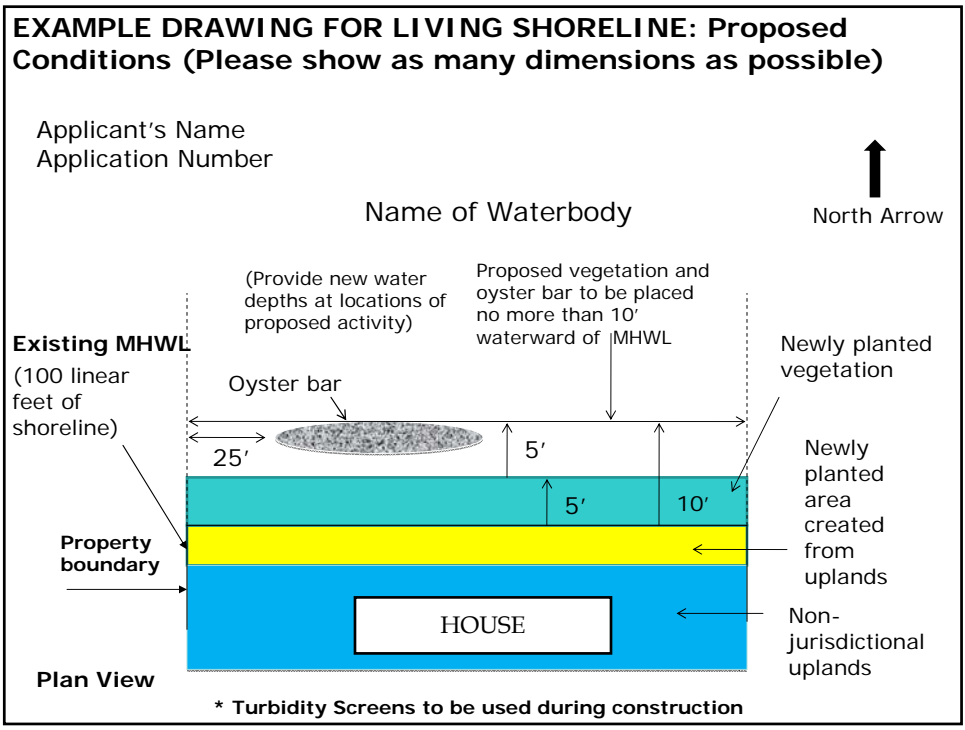 EXAMPLE DRAWING FOR LIVING SHORELINE: Proposed
Conditions (Please show as many dimensions as possible)
Applicant's Name
Application Number
North Arrow
Name of Waterbody
(Provide new water
depths at locations of
proposed activity)
Proposed vegetation and
oyster bar to be placed
no more than 10'
waterward of MHWL
Existing MHWL
(100 linear
feet of
shoreline)
Newly planted
vegetation
Oyster bar
25'
5'
5'
10'
Newly
planted
area
created
from
uplands
Property
boundary
HOUSE
Non-
jurisdictional
uplands
Plan View
* Turbidity Screens to be used during construction